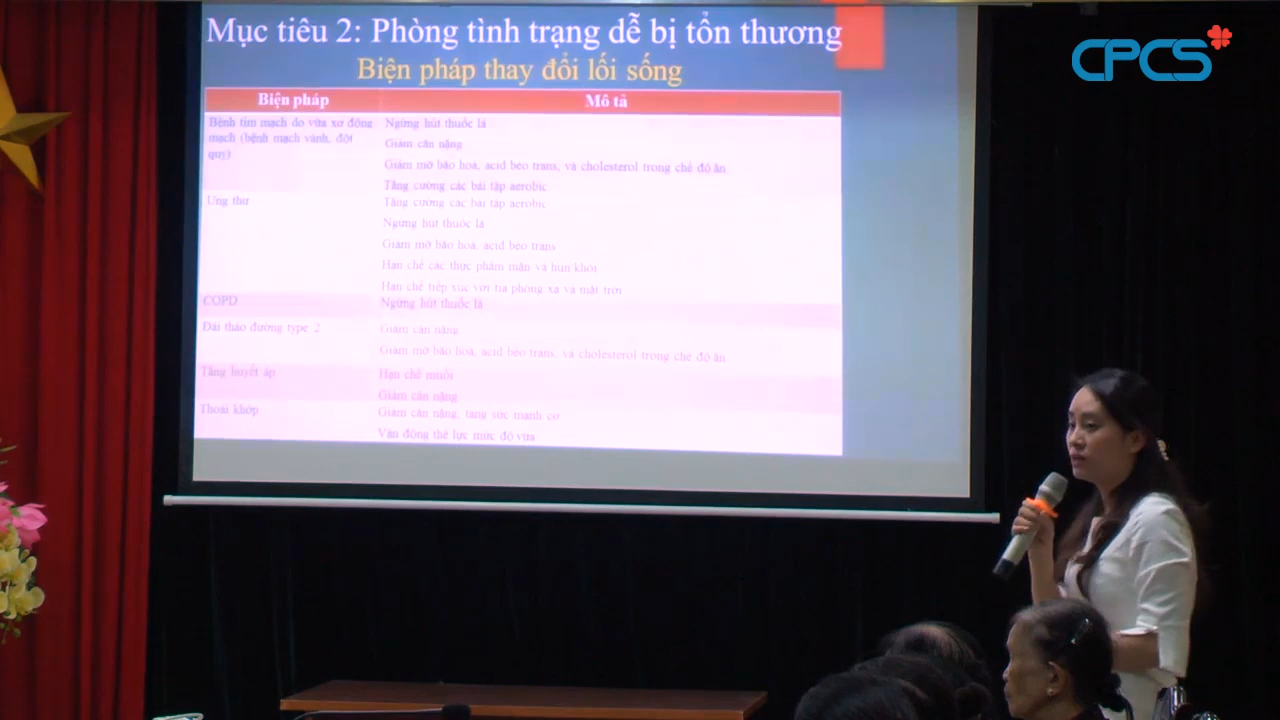 CPCS
Mục tiêu 2: Phòng tình trạng dễ bị tổn thương
Biện pháp thay đổi lối sống
Biện pháp Mô tả
Bệnh tim mạch do vữa xơ động
mạch (bệnh mạch vành, đột
quỵ)
Ngừng hút thuốc lá
Giảm cân nặng
Giảm mỡ bão hoà, acid béo trans, và cholesterol trong chế độ ăn
Tăng cường các bài tập aerobic
Ung thư
Tăng cường các bài tập aerobic
Ngừng hút thuốc lá
Giảm mỡ bão hoà, acid béo trans
Hạn chế các thực phẩm mặn và hun khói
Hạn chế tiếp xúc với tia phóng xạ và mặt trời
COPD
Ngừng hút thuốc lá
Đái tháo đường type 2
Giảm cân nặng
Giảm mỡ bão hoà, acid béo trans, và cholesterol trong chế độ ăn
Tăng huyết áp
Hạn chế muối
Giảm cân nặng
Thoái khớp
Giảm cân nặng, tăng sức mạnh cơ
Vận động thể lực mức độ vừa